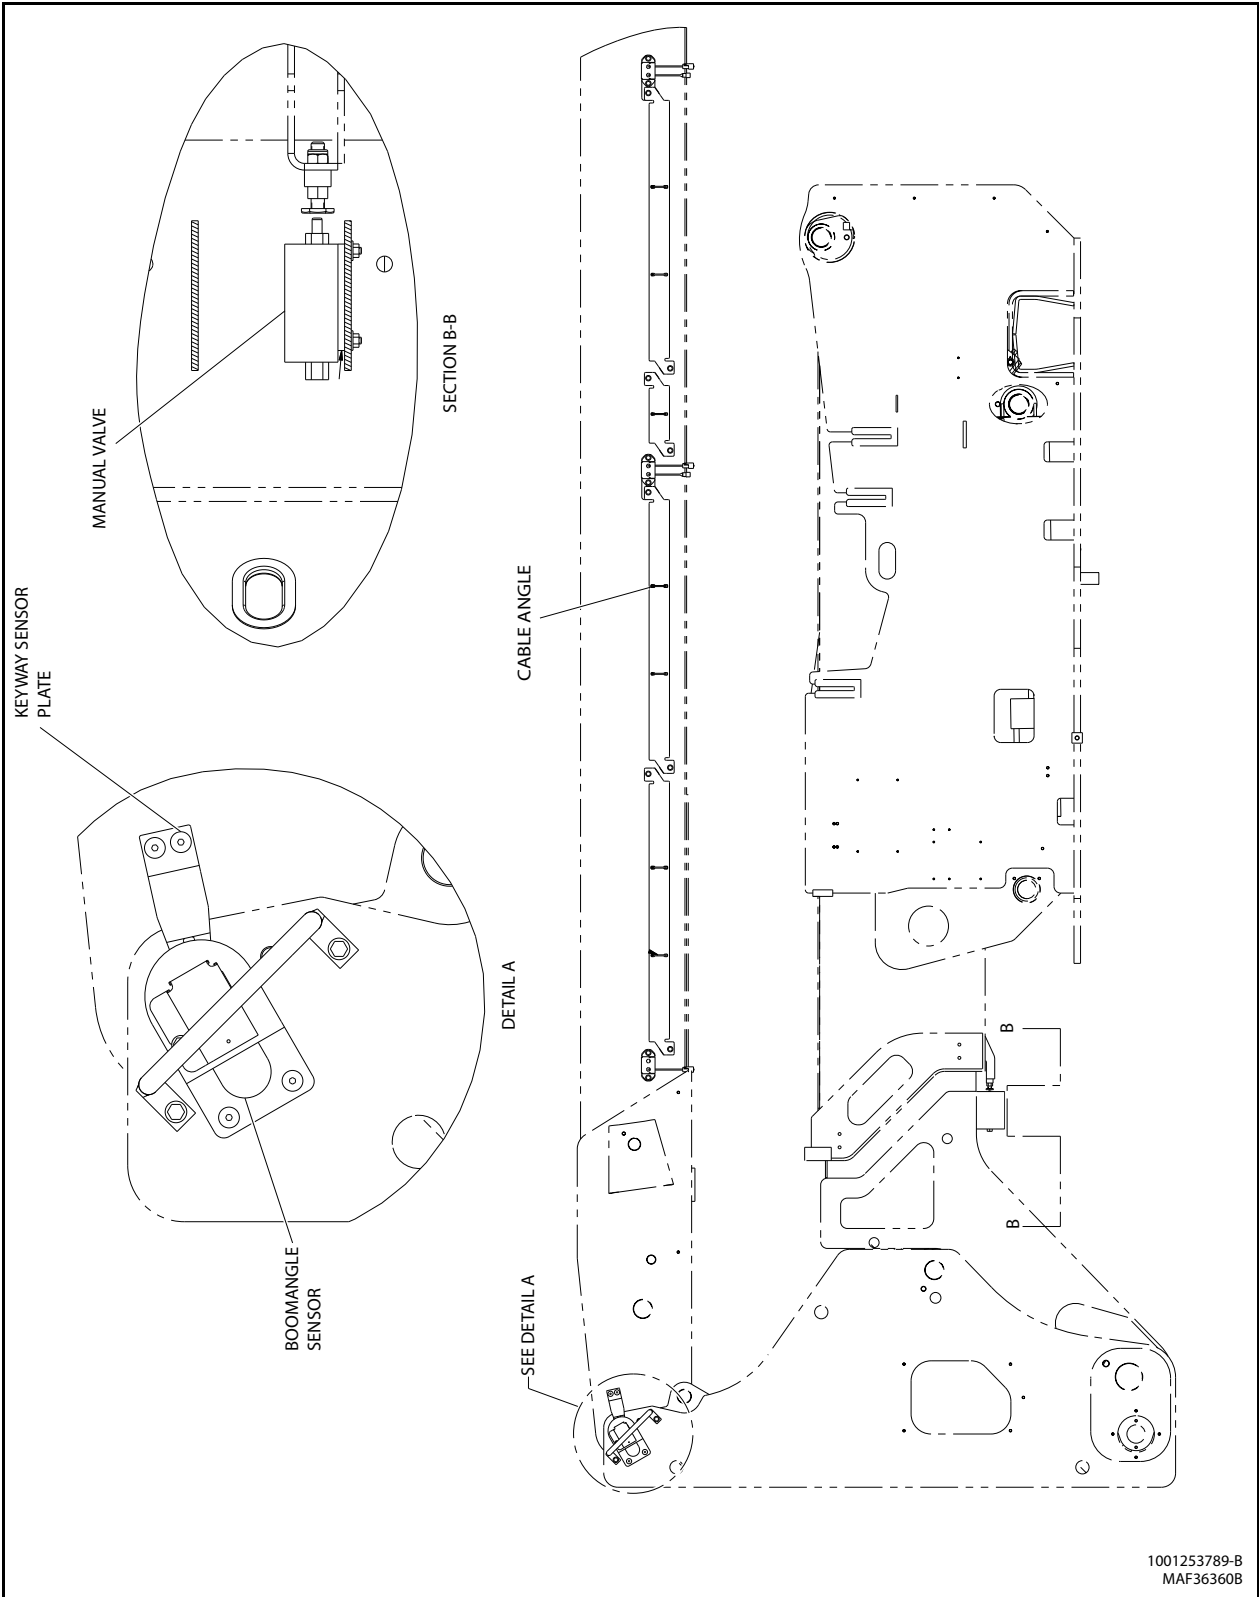 KEYWAY SENSOR
PLATE
MANUAL VALVE
SECTION B-B
CABLE ANGLE
DETAIL A
BOOMANGLE
SENSOR
SEE DETAIL A
B
B
1001253789-B
MAF36360B